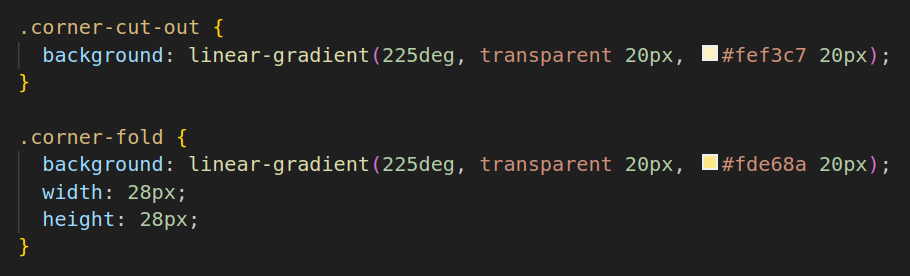 .corner-cut-out {
  background: linear-gradient(225deg, transparent 20px, #fef3c7 20px);
}
.corner-fold {
  background: linear-gradient(225deg, transparent 20px, #fde68a 20px);
  width: 28px;
  height: 28px;
}